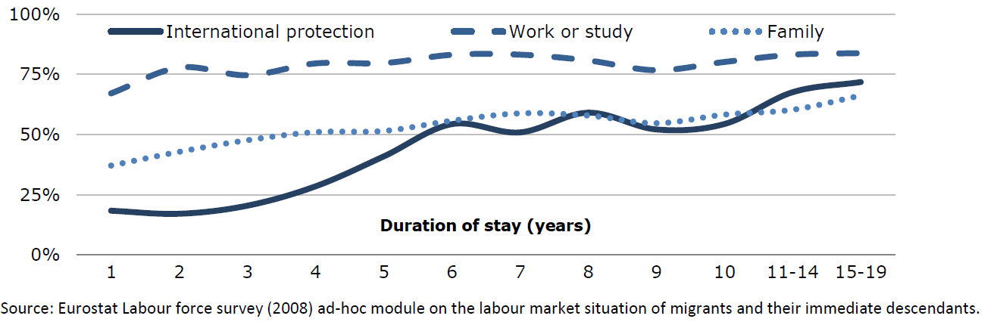 100%
International protection Work or study Family
75%
50%
25%
Duration of stay (years)
0%
1 2 3 4 5 6 7 8 9 10 11-14 15-19
Source: Eurostat Labour force survey (2008) ad-hoc module on the labour market situation of migrants and their immediate descendants.